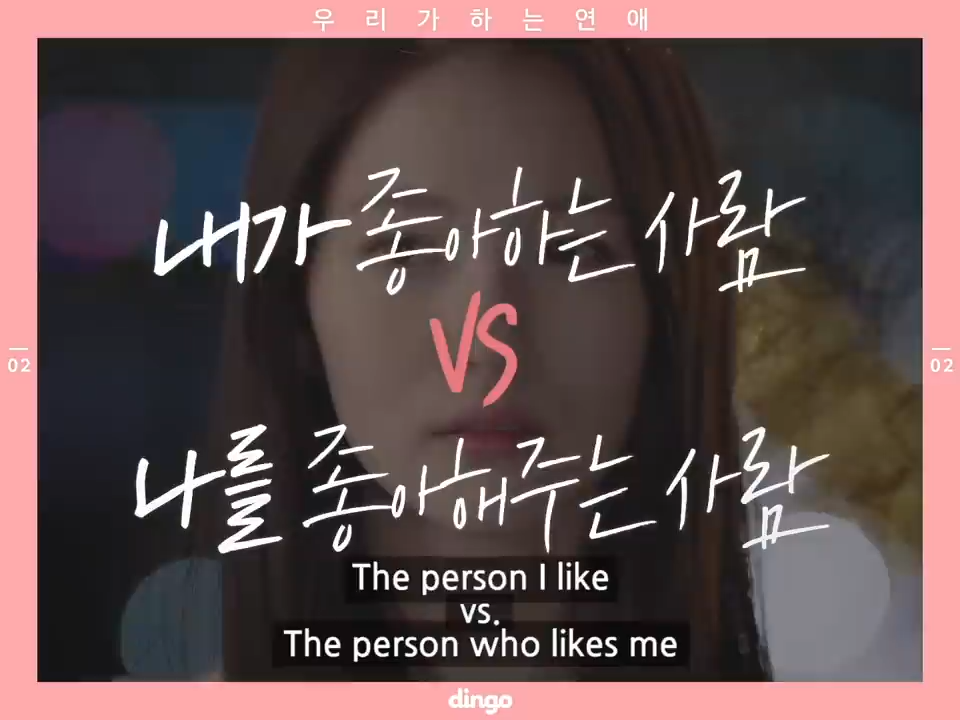 우리가하는연애
내가 좋아하는 사람
VS
02
02
나를 좋아해주는 사람
The person I like
vs.
The person who likes me
dingo